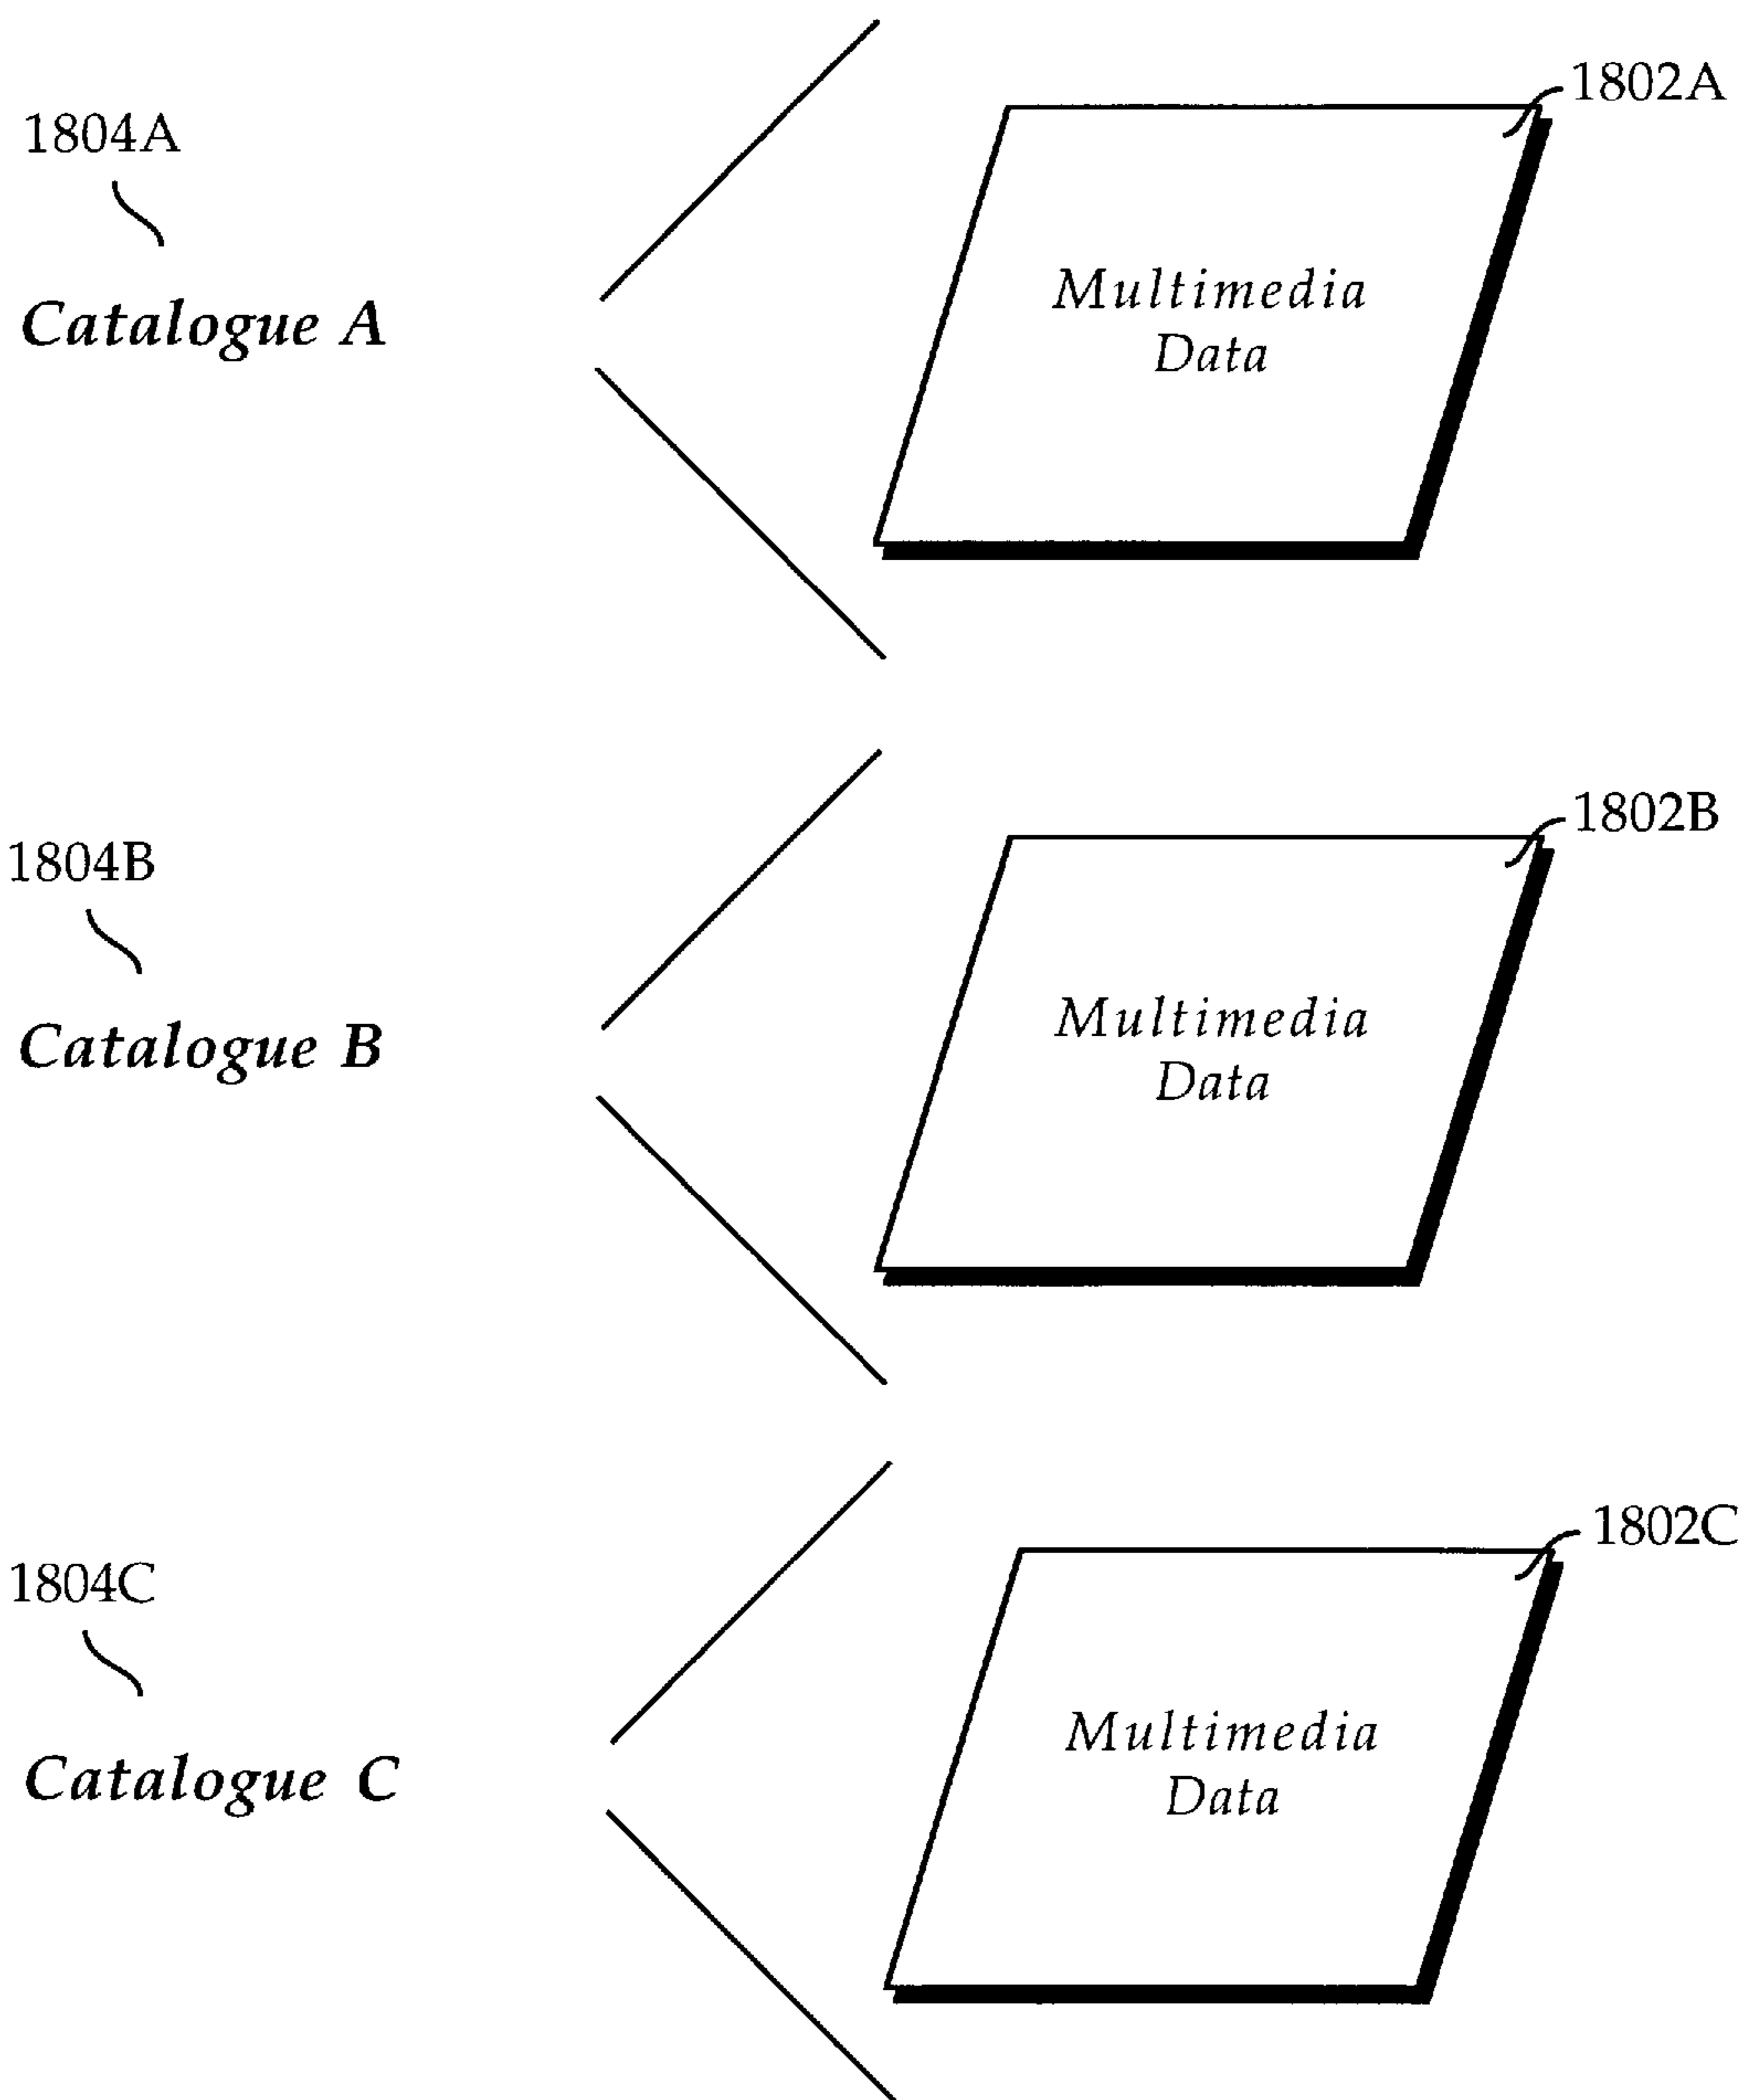 1802A
1804A
Multimedia
Catalogue A
Data
1802B
1804B
Multimedia
Catalogue B
Data
1802C
1804C
Multimedia
Catalogue C
Data